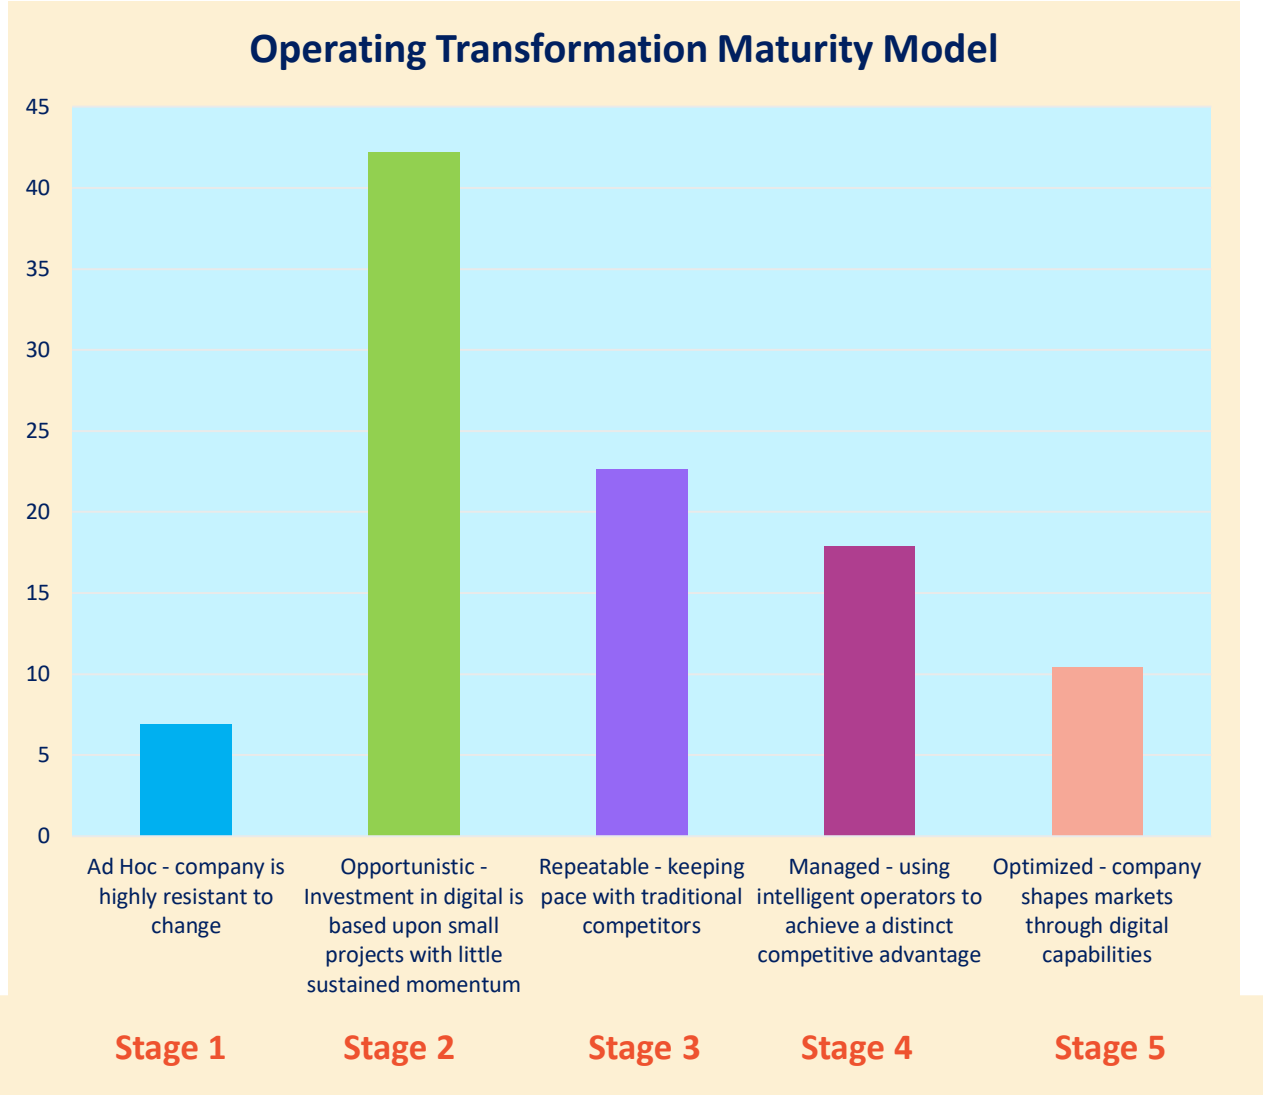 Operating Transformation Maturity Model
45
40
35
30
25
20
15
10
5
0
Ad Hoc - company is
highly resistant to
change
Opportunistic -
Investment in digital is
based upon small
projects with little
sustained momentum
Repeatable - keeping
pace with traditional
competitors
Managed - using
intelligent operators to
achieve a distinct
competitive advantage
Optimized - company
shapes markets
through digital
capabilities
Stage 1
Stage 2
Stage 3
Stage 4
Stage 5